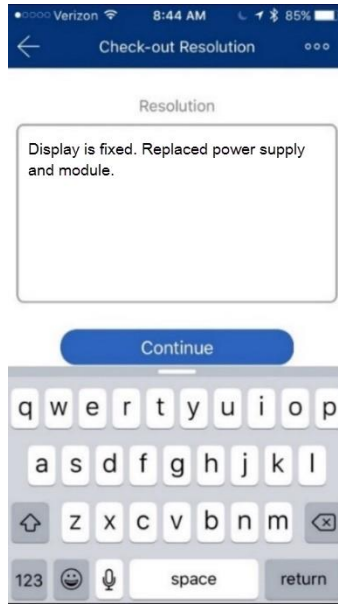 Verizon 8:44 AM 85%
Check-out Resolution
Resolution
Display is fixed. Replaced power supply
and module.
Continue
q w e r t y u i o p
a s d f g h j k l
z x c v b n m
123 space return